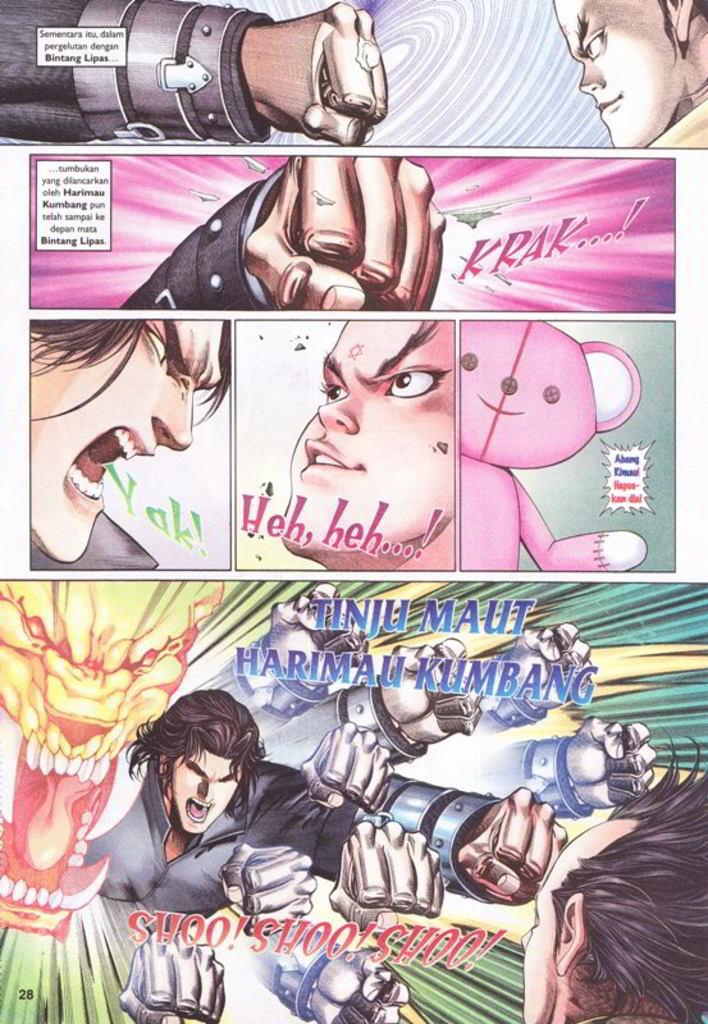 Sementara itu, dalam
pergelutan dengan
Bintang Lipas...
...tumbukan
yang dilancarkan
oleh Harimau
Kumbang pun
telah sampai ke
depan mata
Bintang Lipas.
KRAK....!
Yak!
Heh, heh....!
Abang
Rimau!
Hapus-
kan dia!
TINJU MAUT
HARIMAU KUMBANG
SHOO! SHOO! SHOO!
28